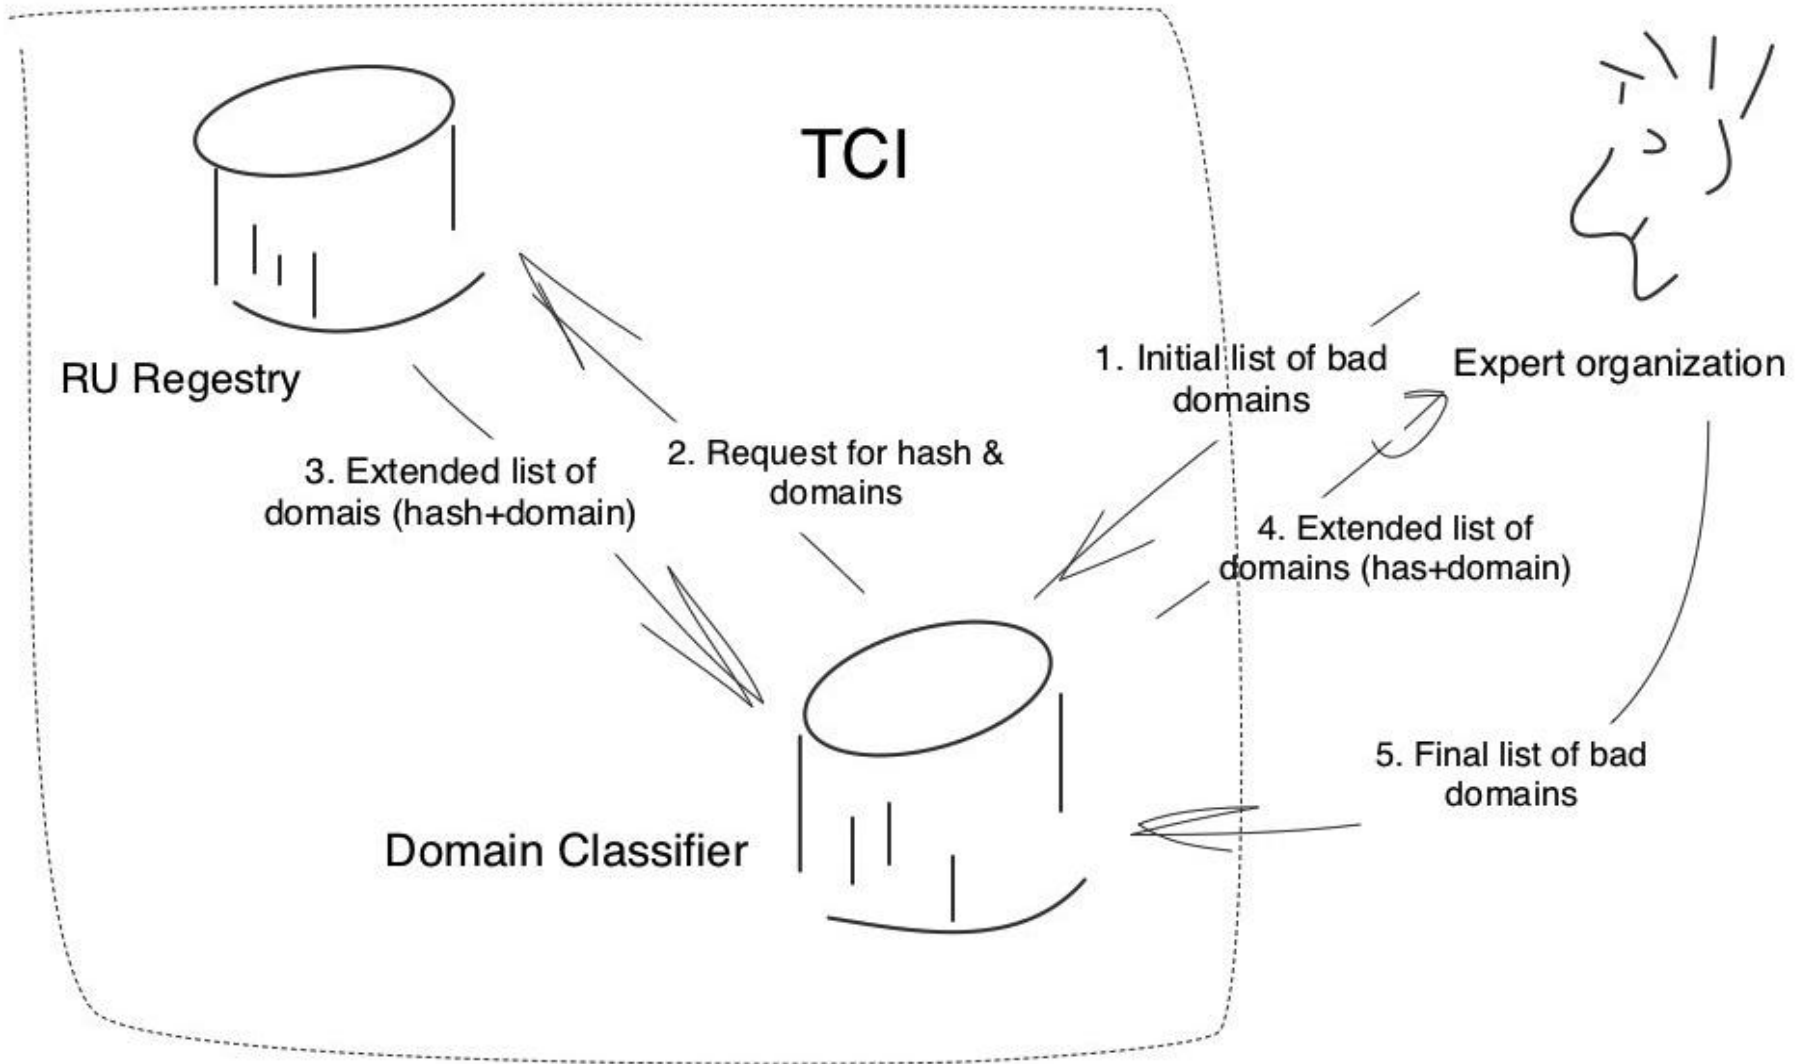 TCI
RU Regestry
1. Initial list of bad
domains
Expert organization
2. Request for hash &
domains
3. Extended list of
domais (hash+domain)
4. Extended list of
domains (has+domain)
5. Final list of bad
domains
Domain Classifier